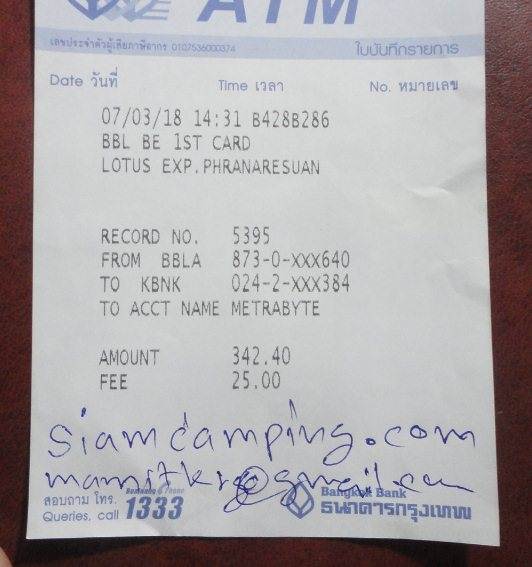 ATM
เลขประจำตัวผู้เสียภาษีอากร 0107536000374 ใบบันทึกรายการ
Date วันที่ Time เวลา No. หมายเลข
07/03/18 14:31 B428B286
BBL BE 1ST CARD
LOTUS EXP.PHRANARESUAN
RECORD NO. 5395
FROM BBLA 873-0-xxx640
TO KBNK 024-2-xxx384
TO ACCT NAME METRABYTE
AMOUNT 342.40
FEE 25.00
siamcamping.com
สอบถาม โทร. Bualuang Phone
Queries, call 1333
Bangkok Bank
ธนาคารกรุงเทพ